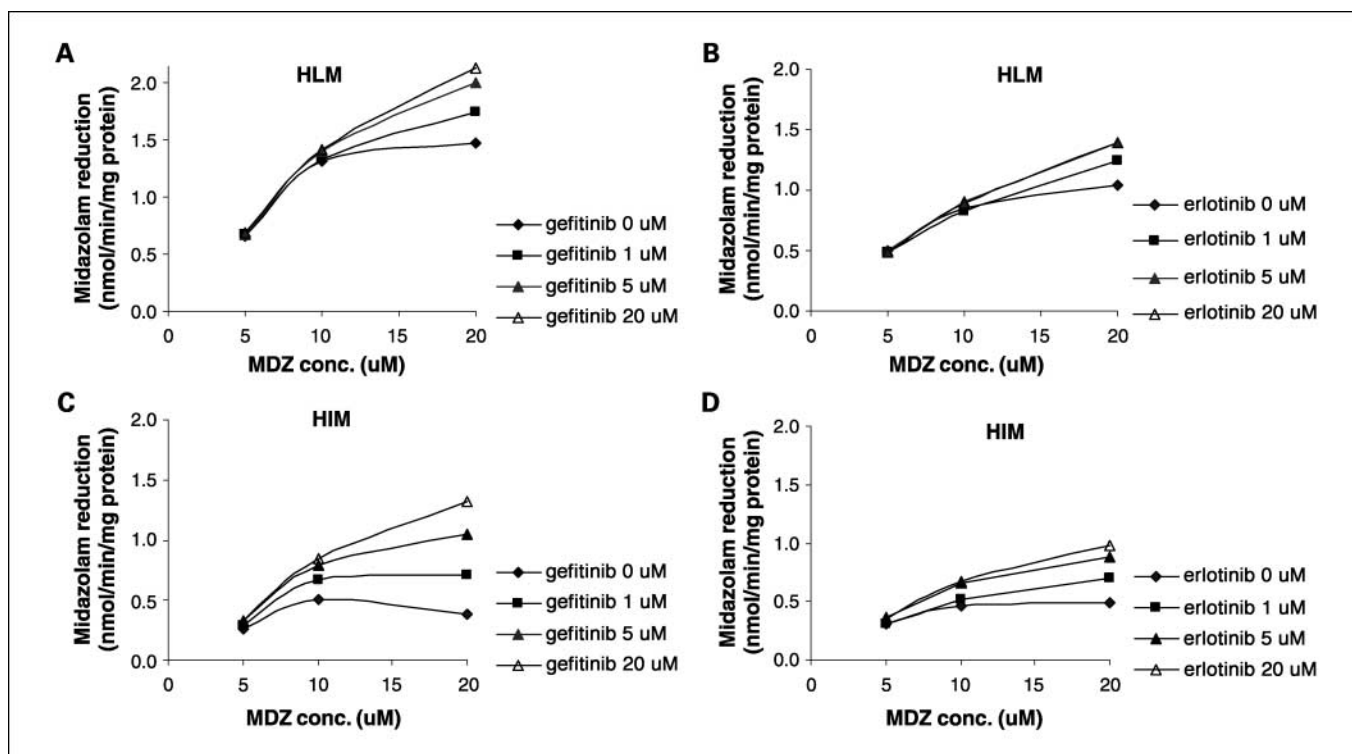 A
HLM
Midazolam reduction
(nmol/min/mg protein)
2.0
1.5
1.0
0.5
0.0
0 5 10 15 20
MDZ conc. (uM)
gefitinib 0 uM
gefitinib 1 uM
gefitinib 5 uM
gefitinib 20 uM
B
HLM
Midazolam reduction
(nmol/min/mg protein)
2.0
1.5
1.0
0.5
0.0
0 5 10 15 20
MDZ conc. (uM)
erlotinib 0 uM
erlotinib 1 uM
erlotinib 5 uM
erlotinib 20 uM
C
HIM
Midazolam reduction
(nmol/min/mg protein)
2.0
1.5
1.0
0.5
0.0
0 5 10 15 20
MDZ conc. (uM)
gefitinib 0 uM
gefitinib 1 uM
gefitinib 5 uM
gefitinib 20 uM
D
HIM
Midazolam reduction
(nmol/min/mg protein)
2.0
1.5
1.0
0.5
0.0
0 5 10 15 20
MDZ conc. (uM)
erlotinib 0 uM
erlotinib 1 uM
erlotinib 5 uM
erlotinib 20 uM